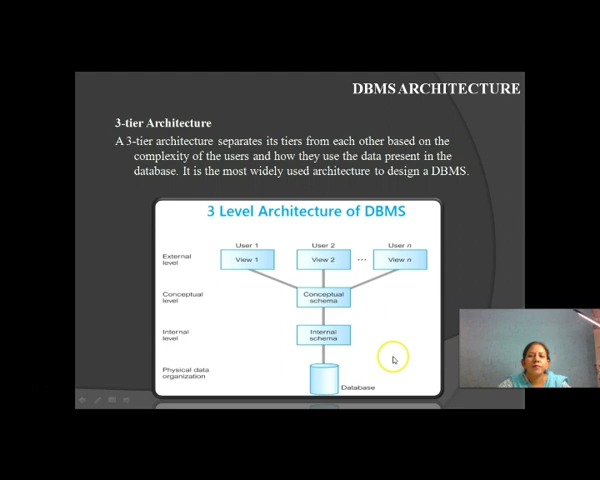 DBMS ARCHITECTURE
3-tier Architecture
A 3-tier architecture separates its tiers from each other based on the
complexity of the users and how they use the data present in the
database. It is the most widely used architecture to design a DBMS.
3 Level Architecture of DBMS
User 1 User 2 User n
External
level
View 1 View 2 ... View n
Conceptual
level
Conceptual
schema
Internal
level
Internal
schema
Physical data
organization
Database